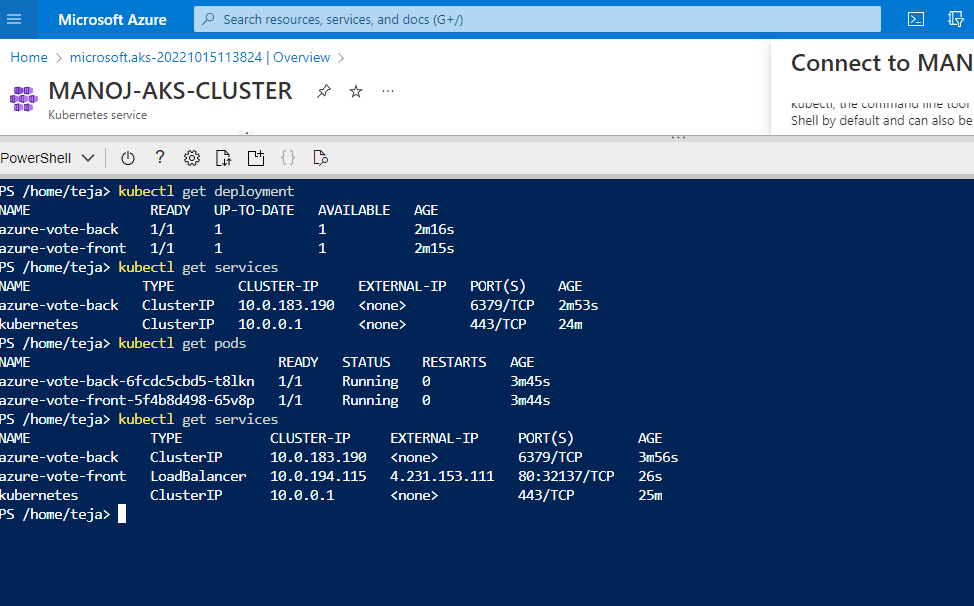 Microsoft Azure
Search resources, services, and docs (G+/)
Home > microsoft.aks-20221015113824 | Overview >
MANOJ-AKS-CLUSTER
Kubernetes service
Connect to MAN
kubectl, the command line tool
Shell by default and can also be
PowerShell
PS /home/teja> kubectl get deployment
NAME READY UP-TO-DATE AVAILABLE AGE
azure-vote-back 1/1 1 1 2m16s
azure-vote-front 1/1 1 1 2m15s
PS /home/teja> kubectl get services
NAME TYPE CLUSTER-IP EXTERNAL-IP PORT(S) AGE
azure-vote-back ClusterIP 10.0.183.190 <none> 6379/TCP 2m53s
kubernetes ClusterIP 10.0.0.1 <none> 443/TCP 24m
PS /home/teja> kubectl get pods
NAME READY STATUS RESTARTS AGE
azure-vote-back-6fcdc5cbd5-t8lkn 1/1 Running 0 3m45s
azure-vote-front-5f4b8d498-65v8p 1/1 Running 0 3m44s
PS /home/teja> kubectl get services
NAME TYPE CLUSTER-IP EXTERNAL-IP PORT(S) AGE
azure-vote-back ClusterIP 10.0.183.190 <none> 6379/TCP 3m56s
azure-vote-front LoadBalancer 10.0.194.115 4.231.153.111 80:32137/TCP 26s
kubernetes ClusterIP 10.0.0.1 <none> 443/TCP 25m
PS /home/teja>